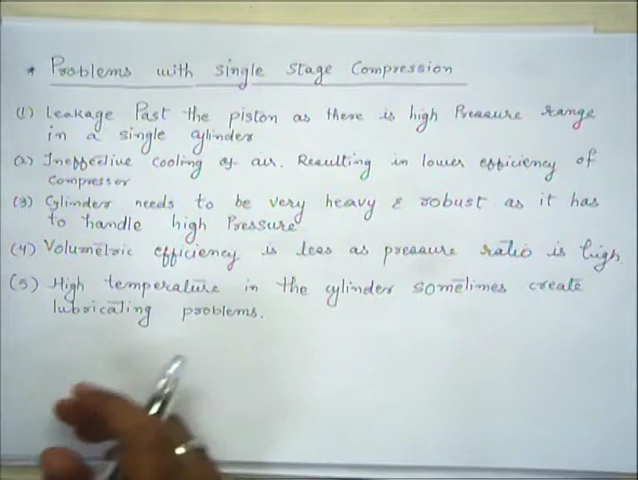 * Problems with single stage Compression
(1) Leakage Past the piston as there is high Pressure range
in a single cylinder
(2) Ineffective cooling of air. Resulting in lower efficiency of
compressor
(3) Cylinder needs to be very heavy & robust as it has
to handle high Pressure
(4) Volumetric efficiency is less as pressure ratio is high.
(5) High temperature in the cylinder sometimes create
lubricating problems.